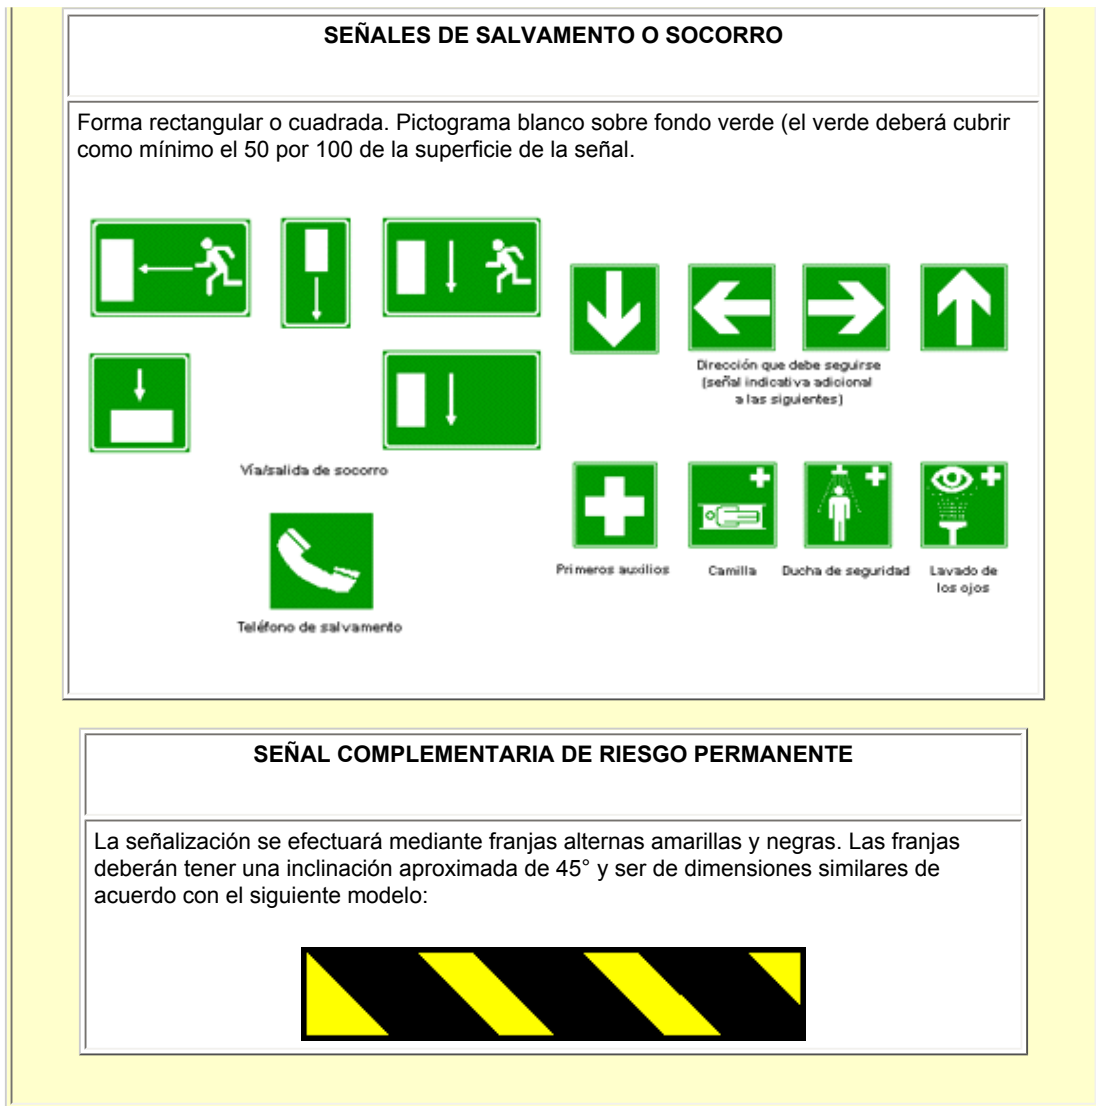 SEÑALES DE SALVAMENTO O SOCORRO
Forma rectangular o cuadrada. Pictograma blanco sobre fondo verde (el verde deberá cubrir
como mínimo el 50 por 100 de la superficie de la señal.
Dirección que debe seguirse
(señal indicativa adicional
a las siguientes)
Vía/salida de socorro
Primeros auxilios
Camilla
Ducha de seguridad
Lavado de
los ojos
Teléfono de salvamento
SEÑAL COMPLEMENTARIA DE RIESGO PERMANENTE
La señalización se efectuará mediante franjas alternas amarillas y negras. Las franjas
deberán tener una inclinación aproximada de 45° y ser de dimensiones similares de
acuerdo con el siguiente modelo: